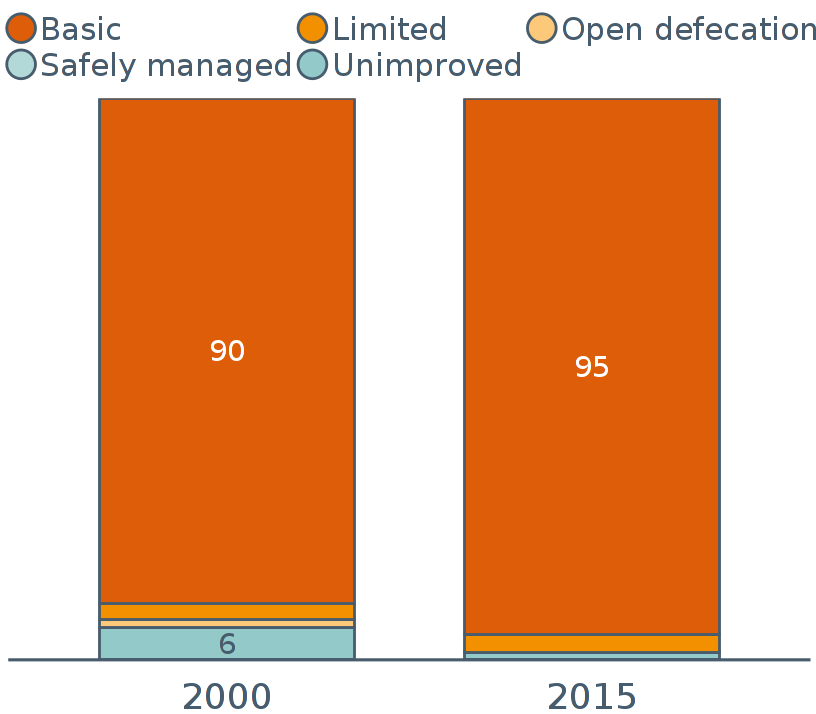 Basic Limited Open defecation
Safely managed Unimproved
90
95
6
2000 2015